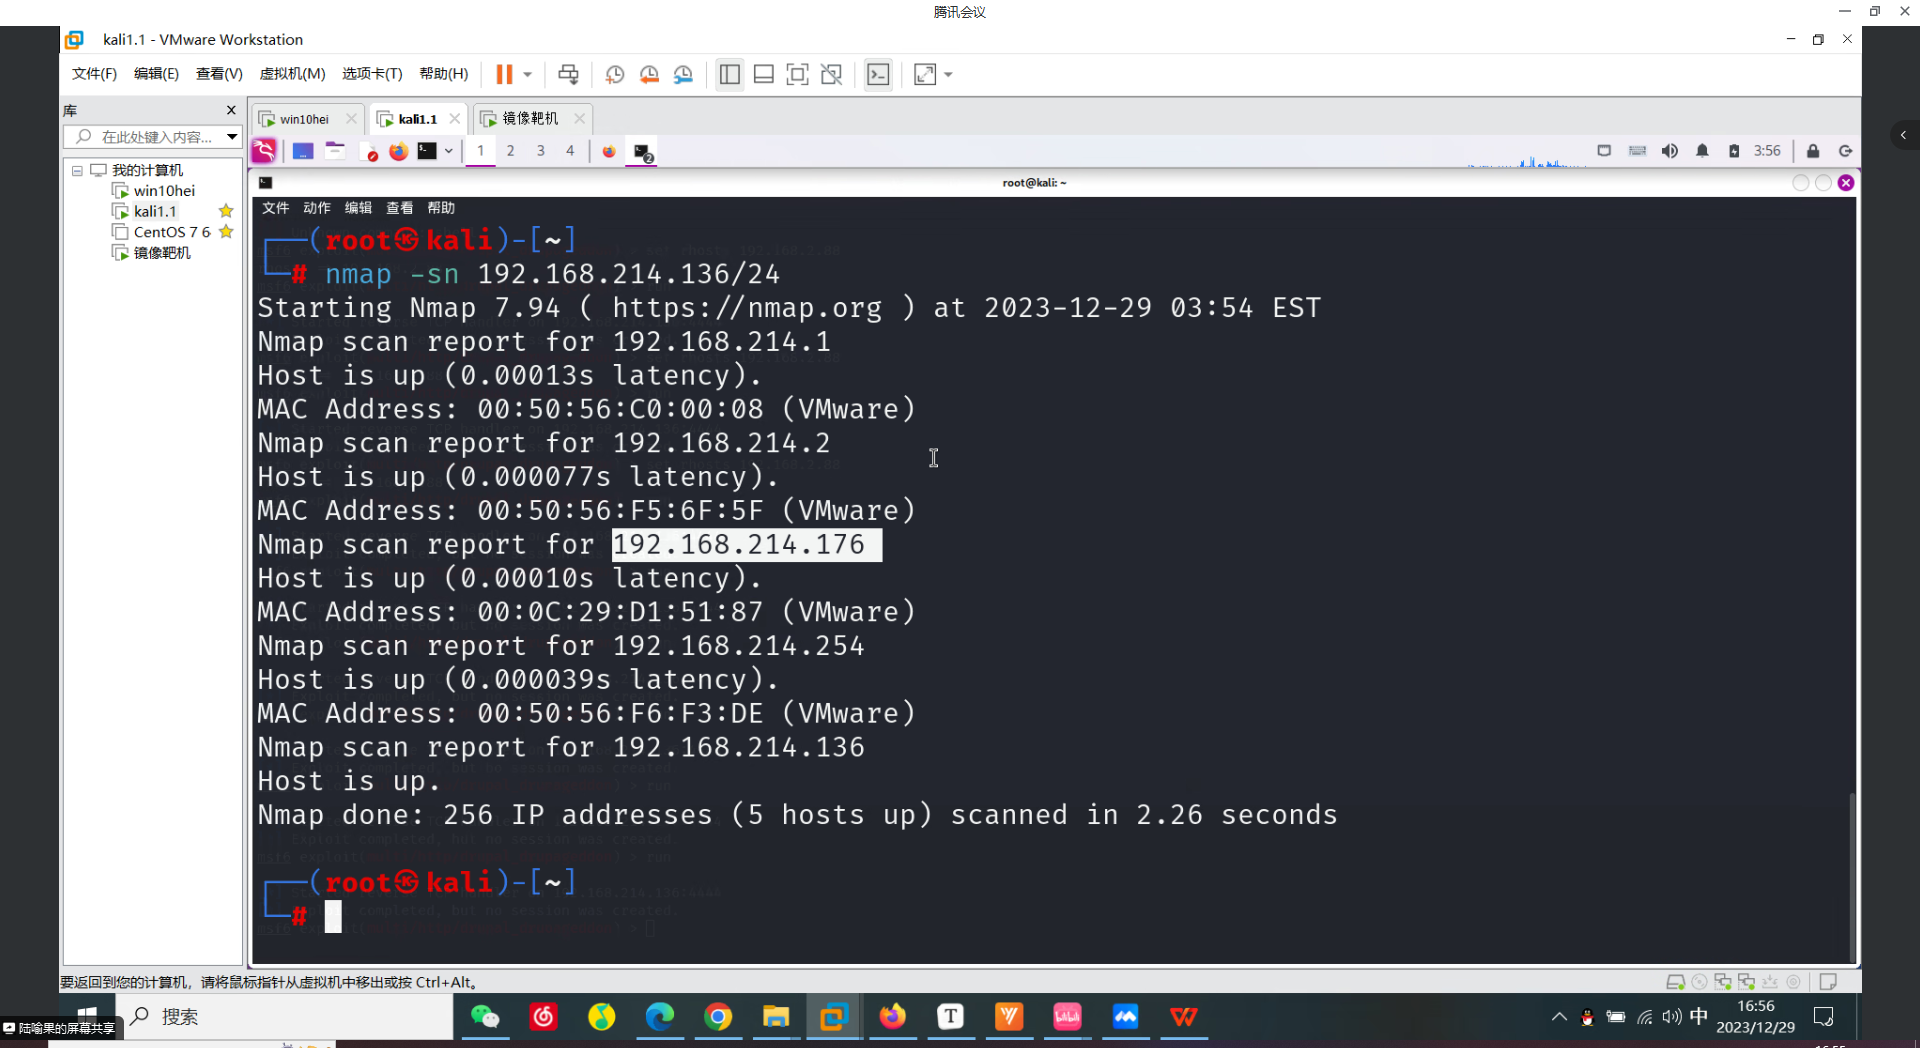 腾讯会议
kali1.1 - VMware Workstation
文件(F) 编辑(E) 查看(V) 虚拟机(M) 选项卡(T) 帮助(H)
库
在此处键入内容...
我的计算机
win10hei
kali1.1
CentOS 7 6
镜像靶机
win10hei kali1.1 镜像靶机
1 2 3 4 2 3:56
root@kali: ~
文件 动作 编辑 查看 帮助
┌──(root㉿kali)-[~]
└─# nmap -sn 192.168.214.136/24
Starting Nmap 7.94 ( https://nmap.org ) at 2023-12-29 03:54 EST
Nmap scan report for 192.168.214.1
Host is up (0.00013s latency).
MAC Address: 00:50:56:C0:00:08 (VMware)
Nmap scan report for 192.168.214.2
Host is up (0.000077s latency).
MAC Address: 00:50:56:F5:6F:5F (VMware)
Nmap scan report for 192.168.214.176
Host is up (0.00010s latency).
MAC Address: 00:0C:29:D1:51:87 (VMware)
Nmap scan report for 192.168.214.254
Host is up (0.000039s latency).
MAC Address: 00:50:56:F6:F3:DE (VMware)
Nmap scan report for 192.168.214.136
Host is up.
Nmap done: 256 IP addresses (5 hosts up) scanned in 2.26 seconds
┌──(root㉿kali)-[~]
└─#
要返回到您的计算机，请将鼠标指针从虚拟机中移出或按 Ctrl+Alt。
陆喻果的屏幕共享
搜索
中
16:56
2023/12/29